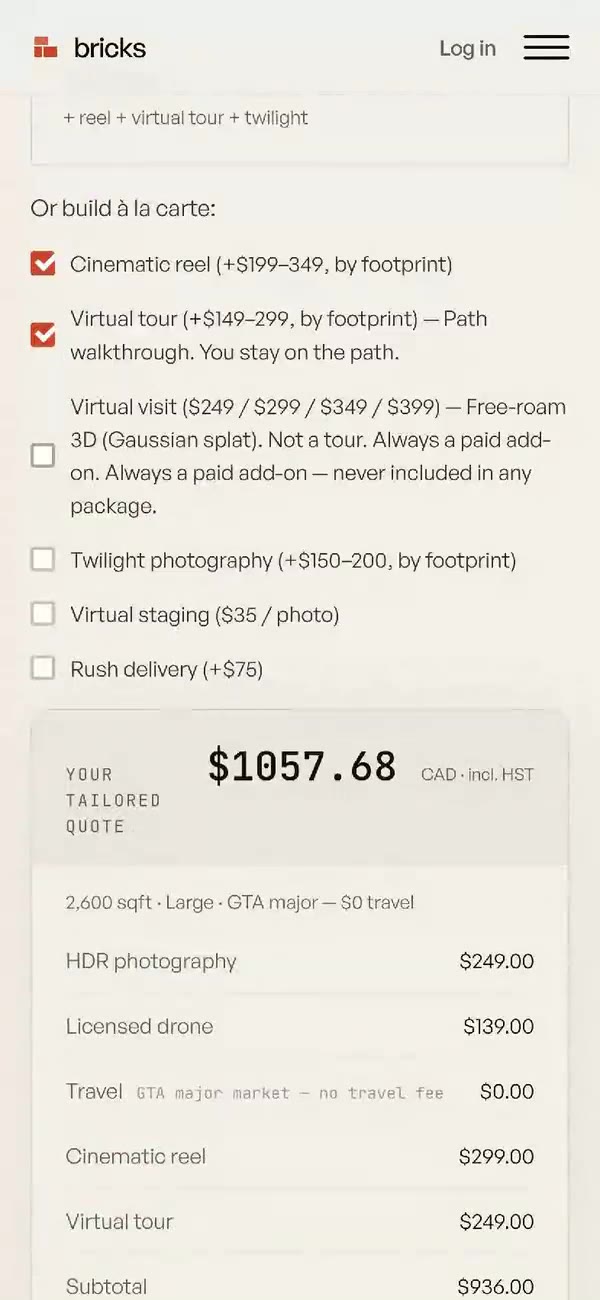 bricks
Log in
+ reel + virtual tour + twilight
Or build à la carte:
Cinematic reel (+$199–349, by footprint)
Virtual tour (+$149–299, by footprint) — Path
walkthrough. You stay on the path.
Virtual visit ($249 / $299 / $349 / $399) — Free-roam
3D (Gaussian splat). Not a tour. Always a paid add-
on. Always a paid add-on — never included in any
package.
Twilight photography (+$150–200, by footprint)
Virtual staging ($35 / photo)
Rush delivery (+$75)
YOUR
TAILORED
QUOTE
$1057.68 CAD · incl. HST
2,600 sqft · Large · GTA major — $0 travel
HDR photography $249.00
Licensed drone $139.00
Travel GTA major market — no travel fee $0.00
Cinematic reel $299.00
Virtual tour $249.00
Subtotal $936.00